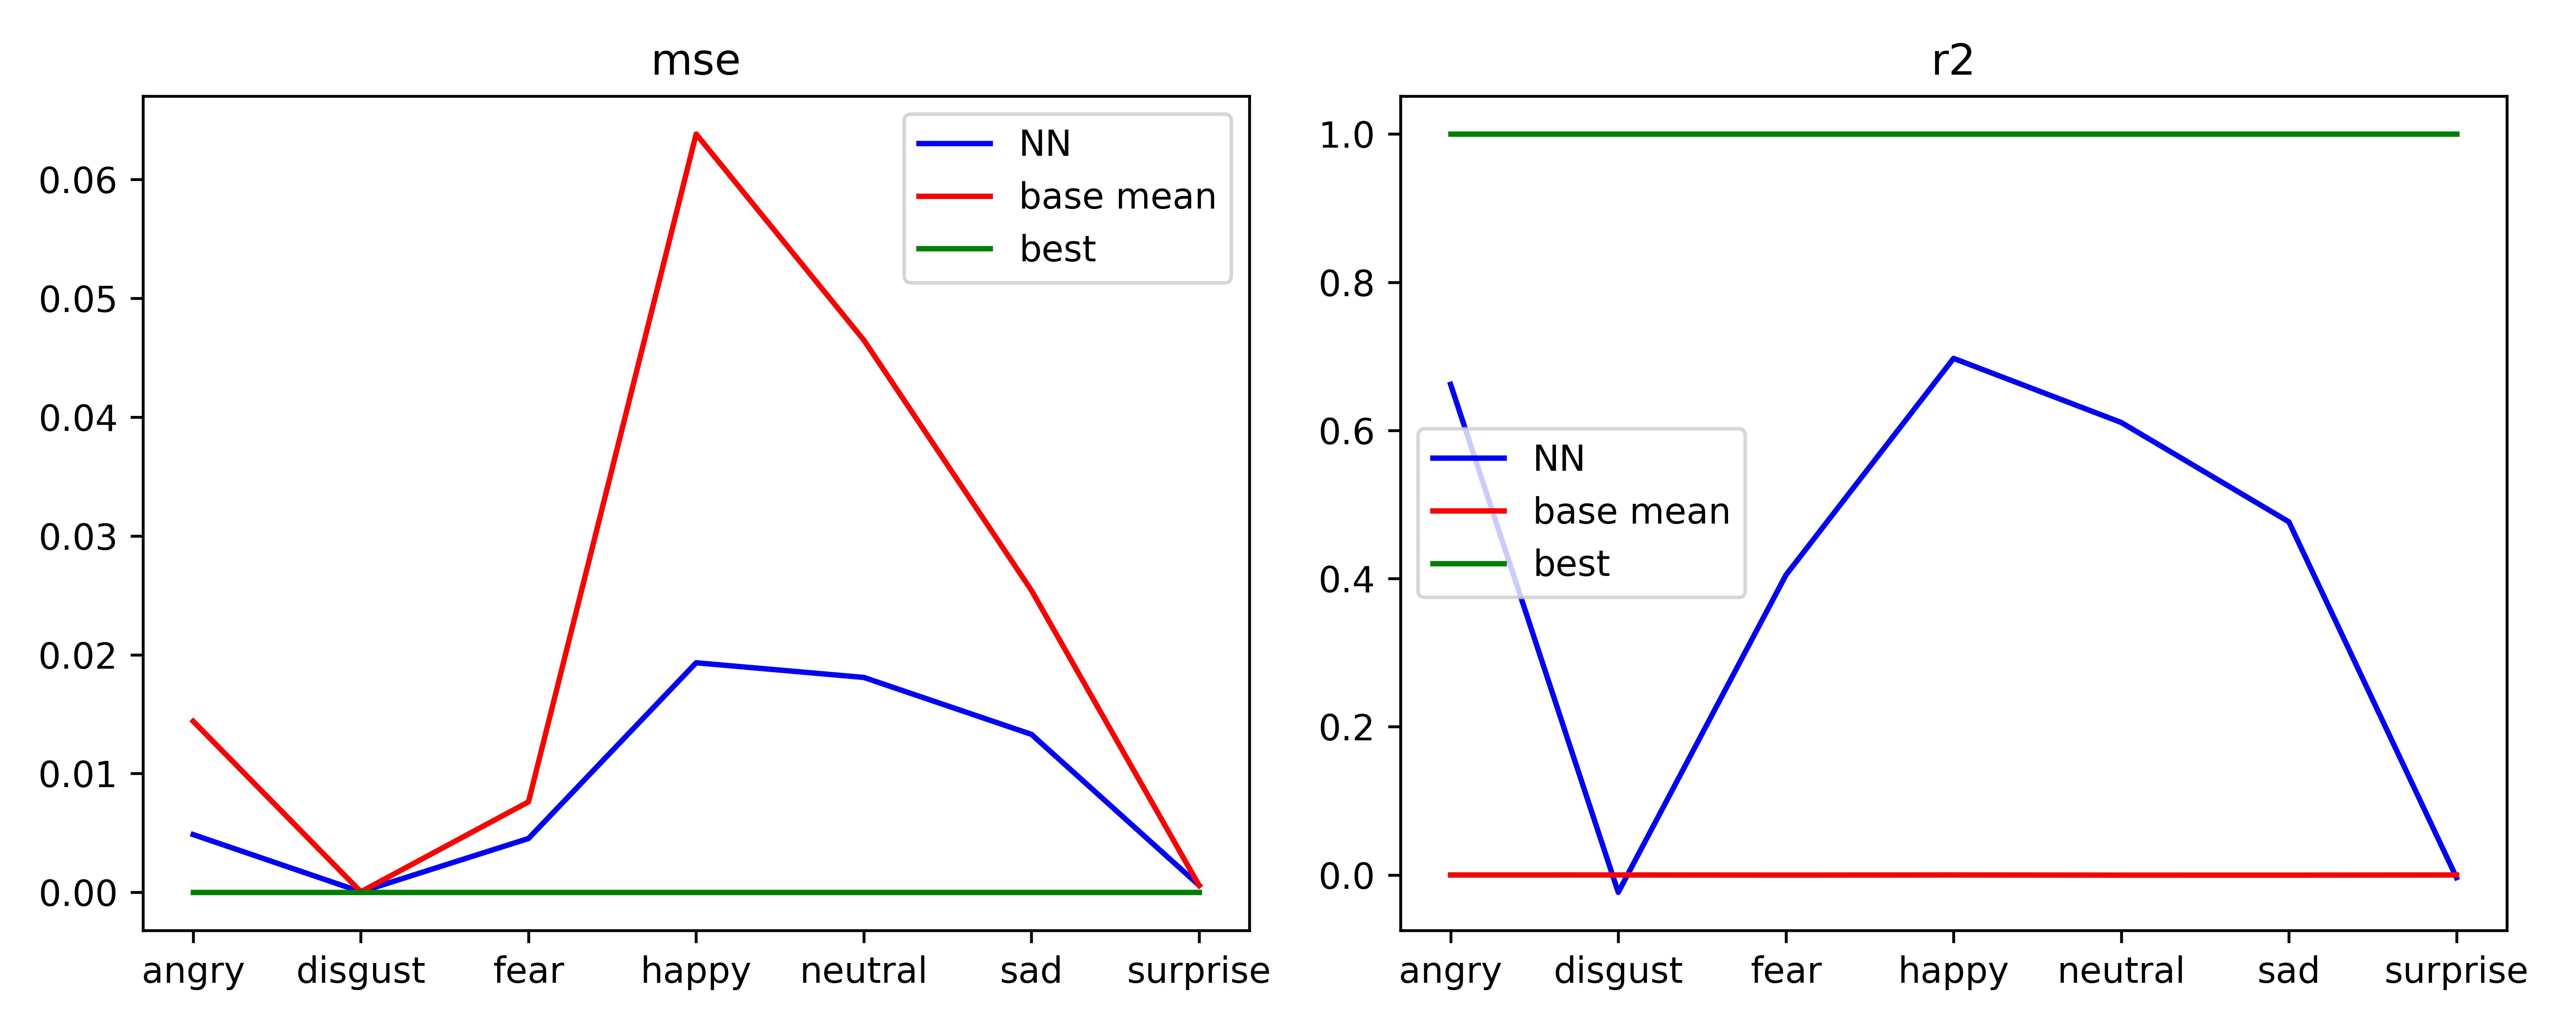 mse
0.06
0.05
0.04
0.03
0.02
0.01
0.00
NN
base mean
best
angry disgust fear happy neutral sad surprise
r2
1.0
0.8
0.6
0.4
0.2
0.0
NN
base mean
best
angry disgust fear happy neutral sad surprise